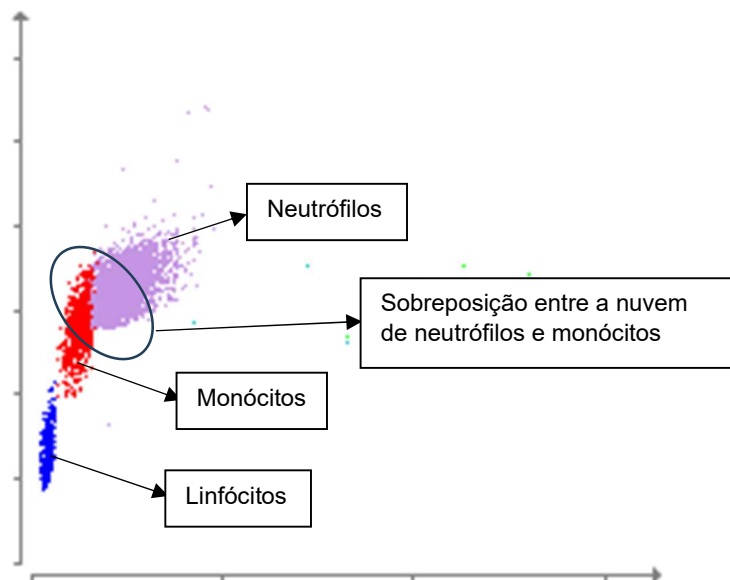 Neutrófilos
Sobreposição entre a nuvem
de neutrófilos e monócitos
Monócitos
Linfócitos